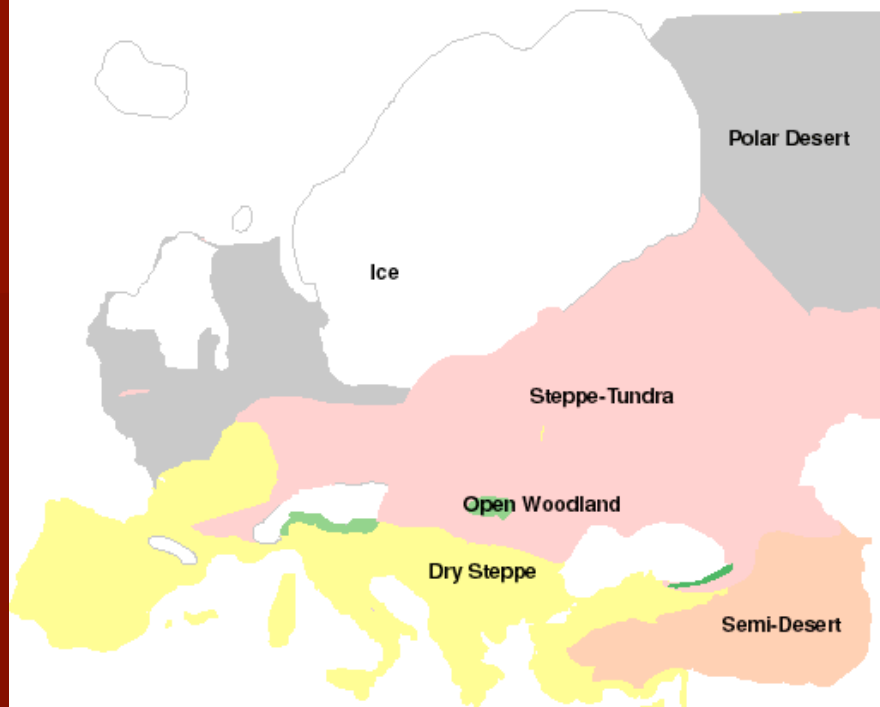 Polar Desert
Ice
Steppe-Tundra
Open Woodland
Dry Steppe
Semi-Desert